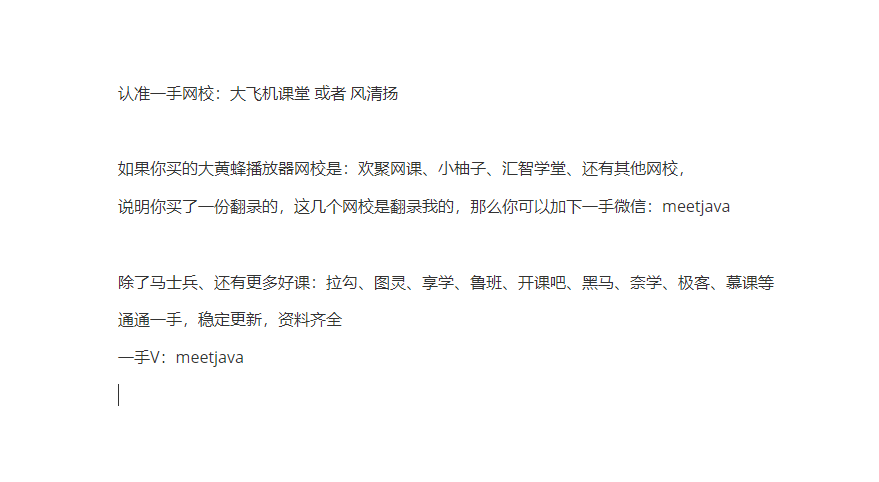 认准一手网校：大飞机课堂 或者 风清扬
如果你买的大黄蜂播放器网校是：欢聚网课、小柚子、汇智学堂、还有其他网校，
说明你买了一份翻录的，这几个网校是翻录我的，那么你可以加下一手微信：meetjava
除了马士兵、还有更多好课：拉勾、图灵、享学、鲁班、开课吧、黑马、奈学、极客、慕课等
通通一手，稳定更新，资料齐全
一手V：meetjava